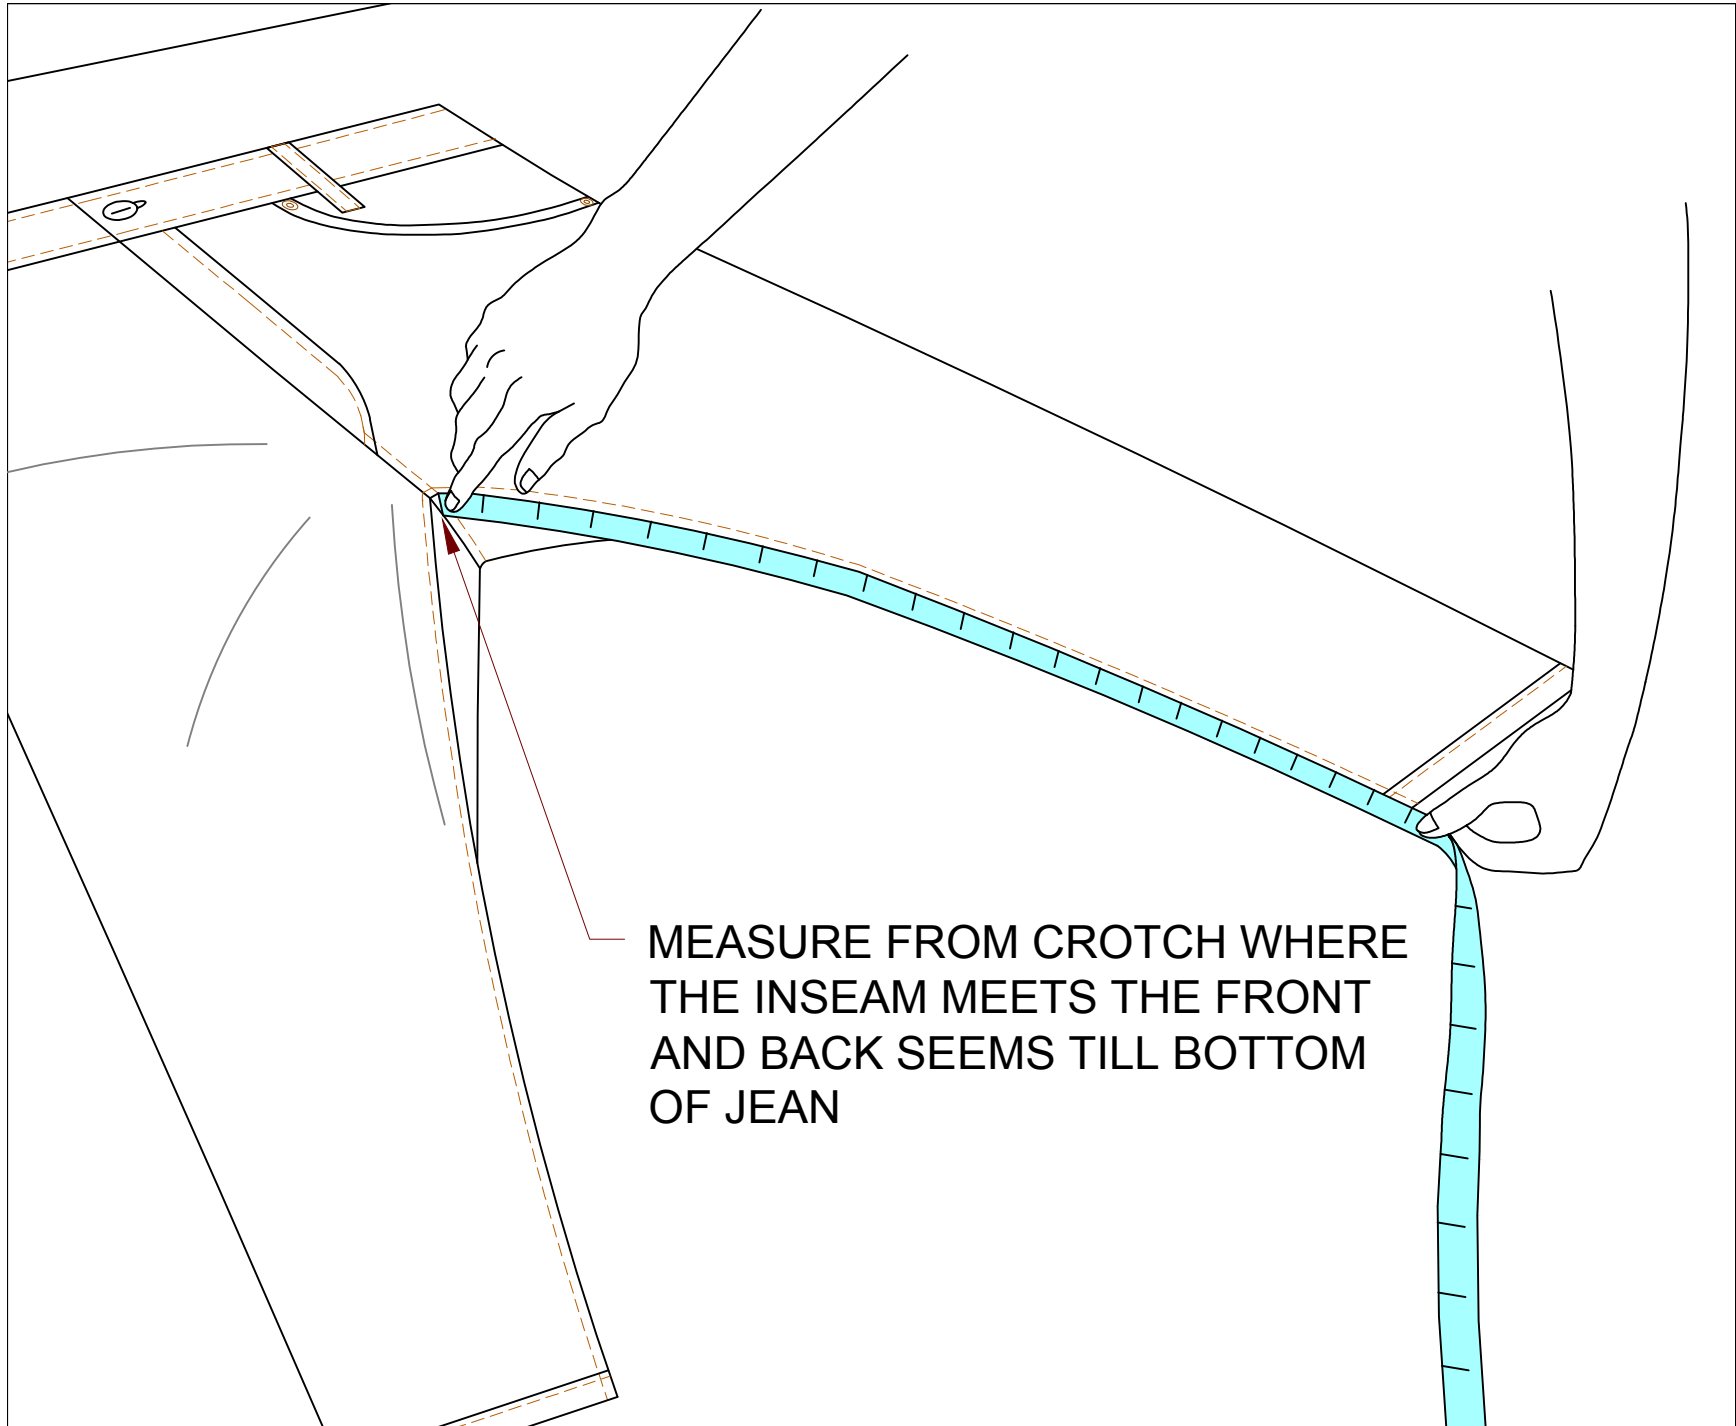 MEASURE FROM CROTCH WHERE
THE INSEAM MEETS THE FRONT
AND BACK SEEMS TILL BOTTOM
OF JEAN